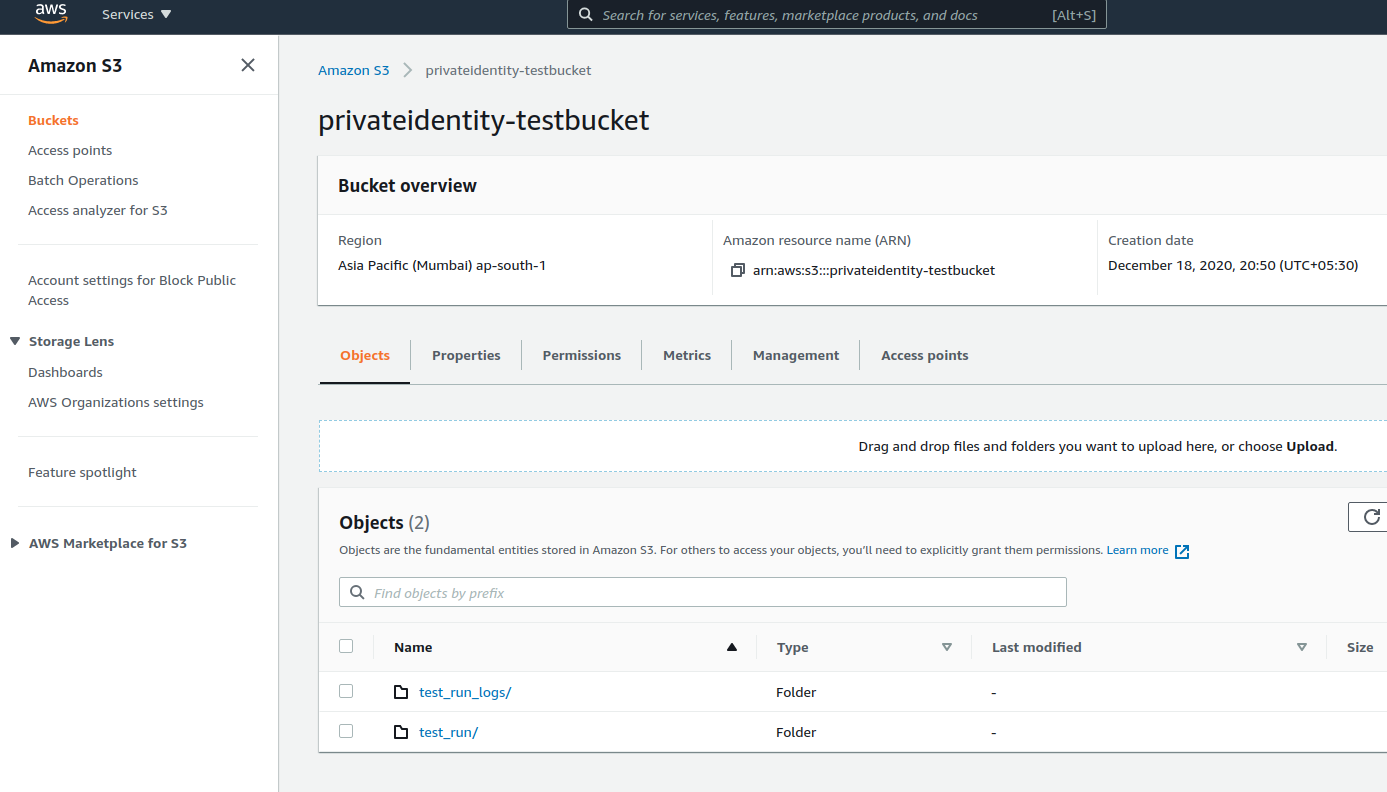 aws
Services
Search for services, features, marketplace products, and docs [Alt+S]
Amazon S3
Buckets
Access points
Batch Operations
Access analyzer for S3
Account settings for Block Public
Access
Storage Lens
Dashboards
AWS Organizations settings
Feature spotlight
AWS Marketplace for S3
Amazon S3 privateidentity-testbucket
privateidentity-testbucket
Bucket overview
Region
Asia Pacific (Mumbai) ap-south-1
Amazon resource name (ARN)
arn:aws:s3:::privateidentity-testbucket
Creation date
December 18, 2020, 20:50 (UTC+05:30)
Objects Properties Permissions Metrics Management Access points
Drag and drop files and folders you want to upload here, or choose Upload.
Objects (2)
Objects are the fundamental entities stored in Amazon S3. For others to access your objects, you'll need to explicitly grant them permissions. Learn more
Find objects by prefix
Name Type Last modified Size
test_run_logs/ Folder -
test_run/ Folder -